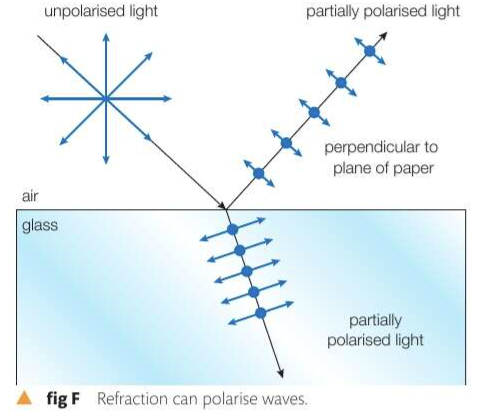 unpolarised light
partially polarised light
perpendicular to
plane of paper
air
glass
partially
polarised light
fig F Refraction can polarise waves.